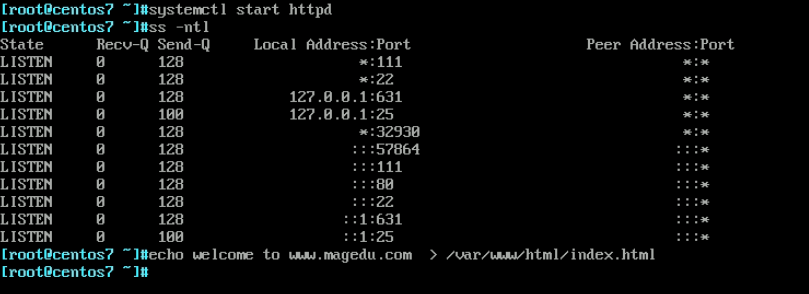 [root@centos7 ~]#systemctl start httpd
[root@centos7 ~]#ss -ntl
State Recv-Q Send-Q Local Address:Port Peer Address:Port
LISTEN 0 128 *:111 *:*
LISTEN 0 128 *:22 *:*
LISTEN 0 128 127.0.0.1:631 *:*
LISTEN 0 100 127.0.0.1:25 *:*
LISTEN 0 128 *:32930 *:*
LISTEN 0 128 :::57864 :::*
LISTEN 0 128 :::111 :::*
LISTEN 0 128 :::80 :::*
LISTEN 0 128 :::22 :::*
LISTEN 0 128 ::1:631 :::*
LISTEN 0 100 ::1:25 :::*
[root@centos7 ~]#echo welcome to www.magedu.com > /var/www/html/index.html
[root@centos7 ~]#